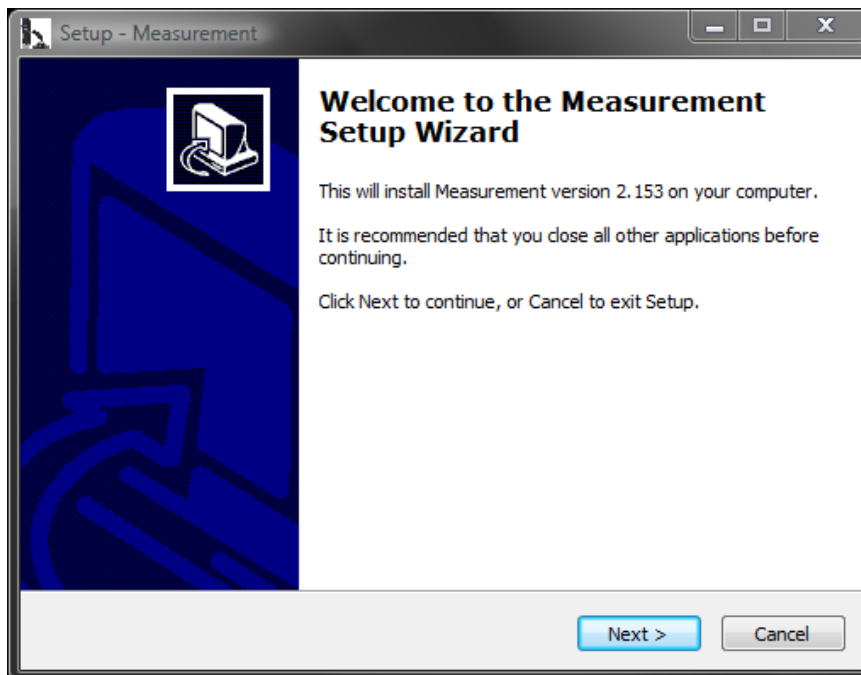 Setup - Measurement
Welcome to the Measurement
Setup Wizard
This will install Measurement version 2.153 on your computer.
It is recommended that you close all other applications before
continuing.
Click Next to continue, or Cancel to exit Setup.
Next >
Cancel